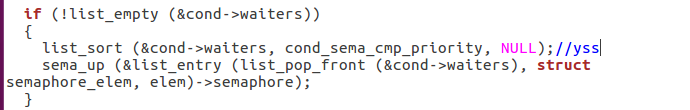 if (!list_empty (&cond->waiters))
{
list_sort (&cond->waiters, cond_sema_cmp_priority, NULL);//yss
sema_up (&list_entry (list_pop_front (&cond->waiters), struct
semaphore_elem, elem)->semaphore);
}